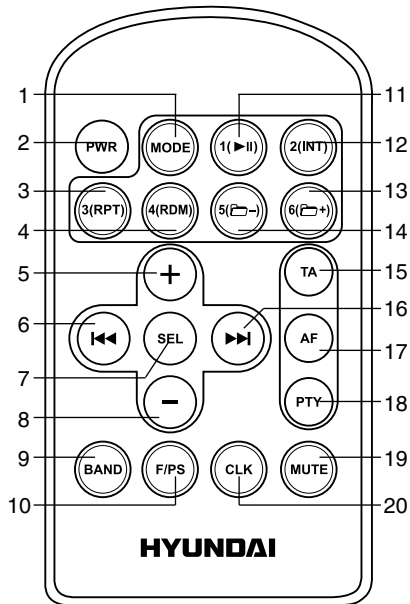 1
2
3
4
5
6
7
8
9
10
11
12
13
14
15
16
17
18
19
20
PWR
MODE
1(▶II)
2(INT)
3(RPT)
4(RDM)
5(🗀−)
6(🗀+)
+
TA
⏮
SEL
⏭
AF
−
PTY
BAND
F/PS
CLK
MUTE
HYUNDAI